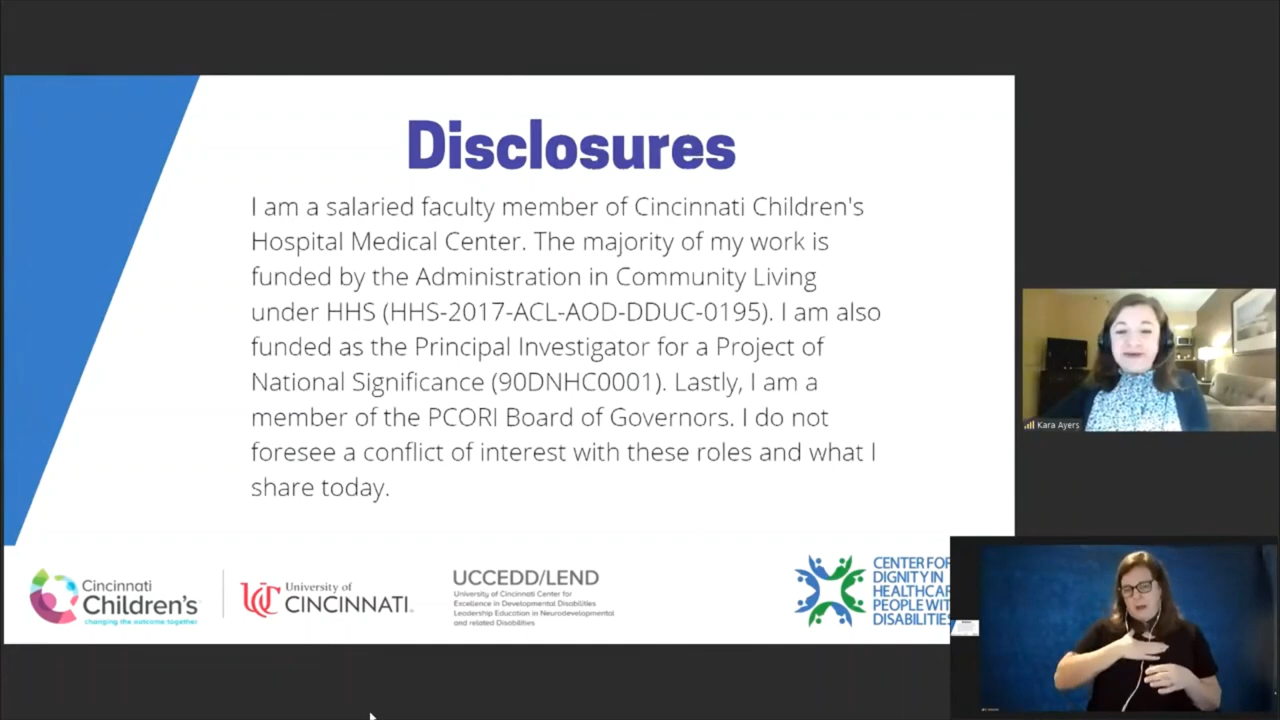 Disclosures
I am a salaried faculty member of Cincinnati Children's
Hospital Medical Center. The majority of my work is
funded by the Administration in Community Living
under HHS (HHS-2017-ACL-AOD-DDUC-0195). I am also
funded as the Principal Investigator for a Project of
National Significance (90DNHC0001). Lastly, I am a
member of the PCORI Board of Governors. I do not
foresee a conflict of interest with these roles and what I
share today.
Kara Ayers
Cincinnati
Children's
changing the outcome together
University of
CINCINNATI
UCCEDD/LEND
University of Cincinnati Center for
Excellence in Developmental Disabilities
Leadership Education in Neurodevelopmental
and related Disabilities
CENTER FOR
DIGNITY IN
HEALTHCAR
PEOPLE WIT
DISABILITIES